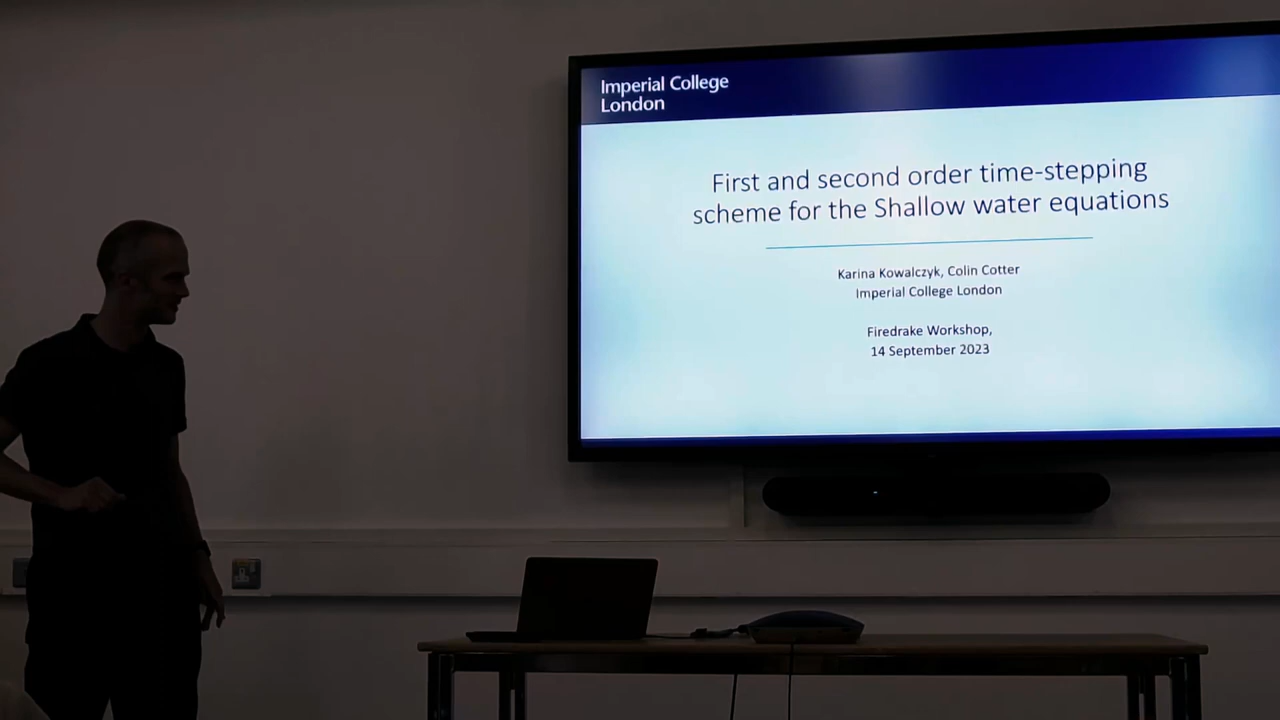 Imperial College
London
First and second order time-stepping
scheme for the Shallow water equations
Karina Kowalczyk, Colin Cotter
Imperial College London
Firedrake Workshop,
14 September 2023